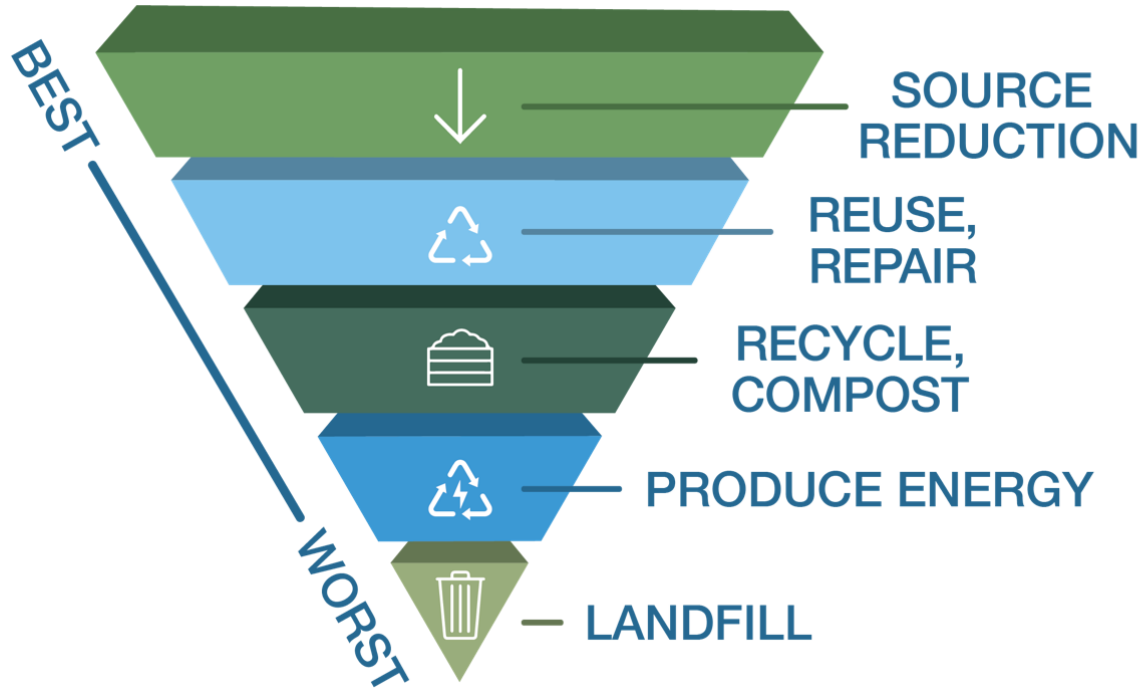 BEST
SOURCE
REDUCTION
REUSE,
REPAIR
RECYCLE,
COMPOST
PRODUCE ENERGY
WORST
LANDFILL